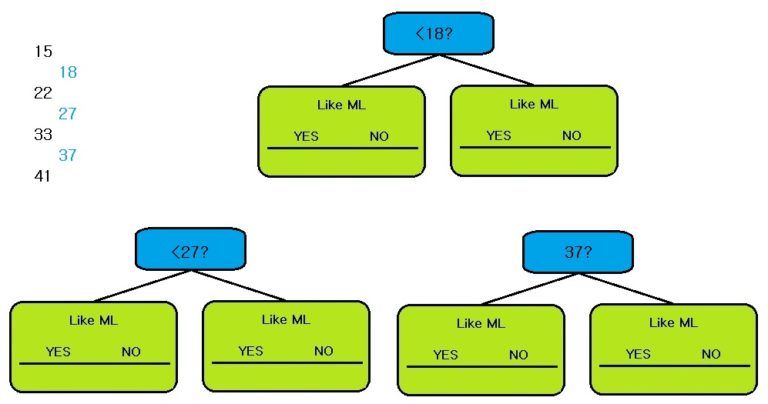 15
18
22
27
33
37
41
<18?
Like ML
YES NO
Like ML
YES NO
<27?
Like ML
YES NO
Like ML
YES NO
37?
Like ML
YES NO
Like ML
YES NO